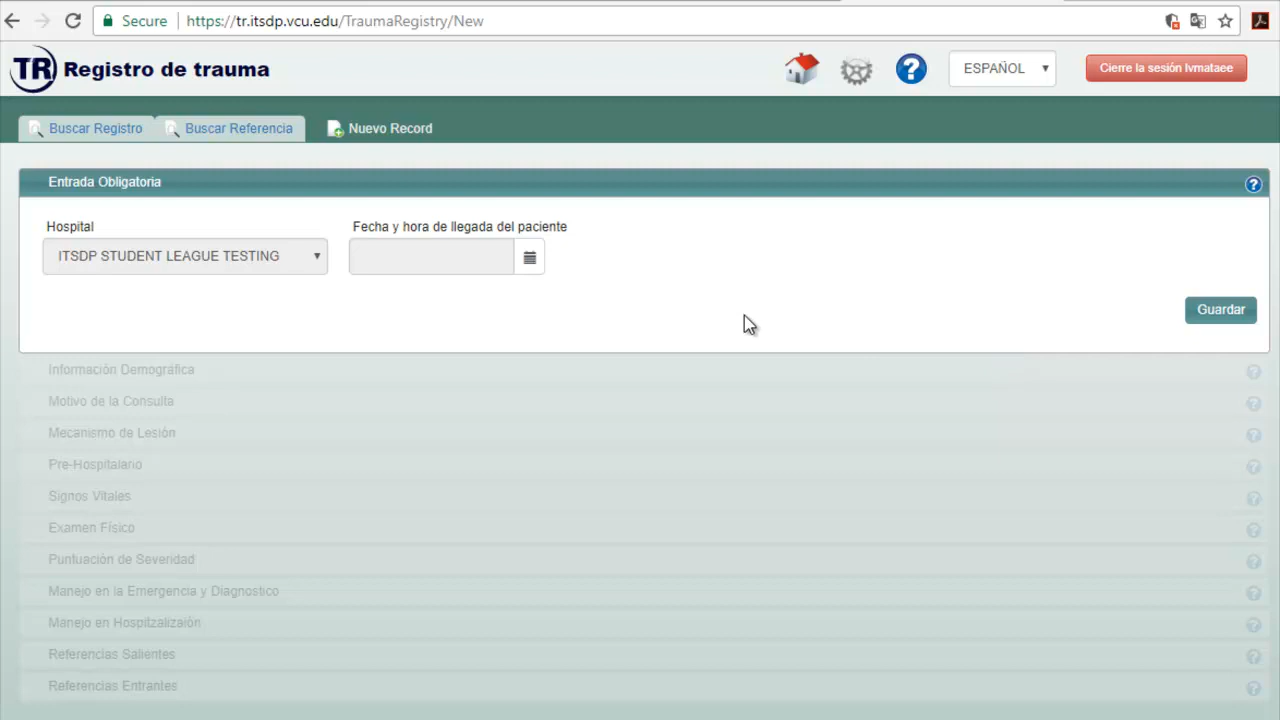 Secure https://tr.itsdp.vcu.edu/TraumaRegistry/New
TR Registro de trauma
? ESPAÑOL Cierre la sesión lvmataee
Buscar Registro Buscar Referencia Nuevo Record
Entrada Obligatoria ?
Hospital Fecha y hora de llegada del paciente
ITSDP STUDENT LEAGUE TESTING
Guardar
Información Demográfica ?
Motivo de la Consulta ?
Mecanismo de Lesión ?
Pre-Hospitalario ?
Signos Vitales ?
Examen Físico ?
Puntuación de Severidad ?
Manejo en la Emergencia y Diagnostico ?
Manejo en Hospitzalizaión ?
Referencias Salientes ?
Referencias Entrantes ?